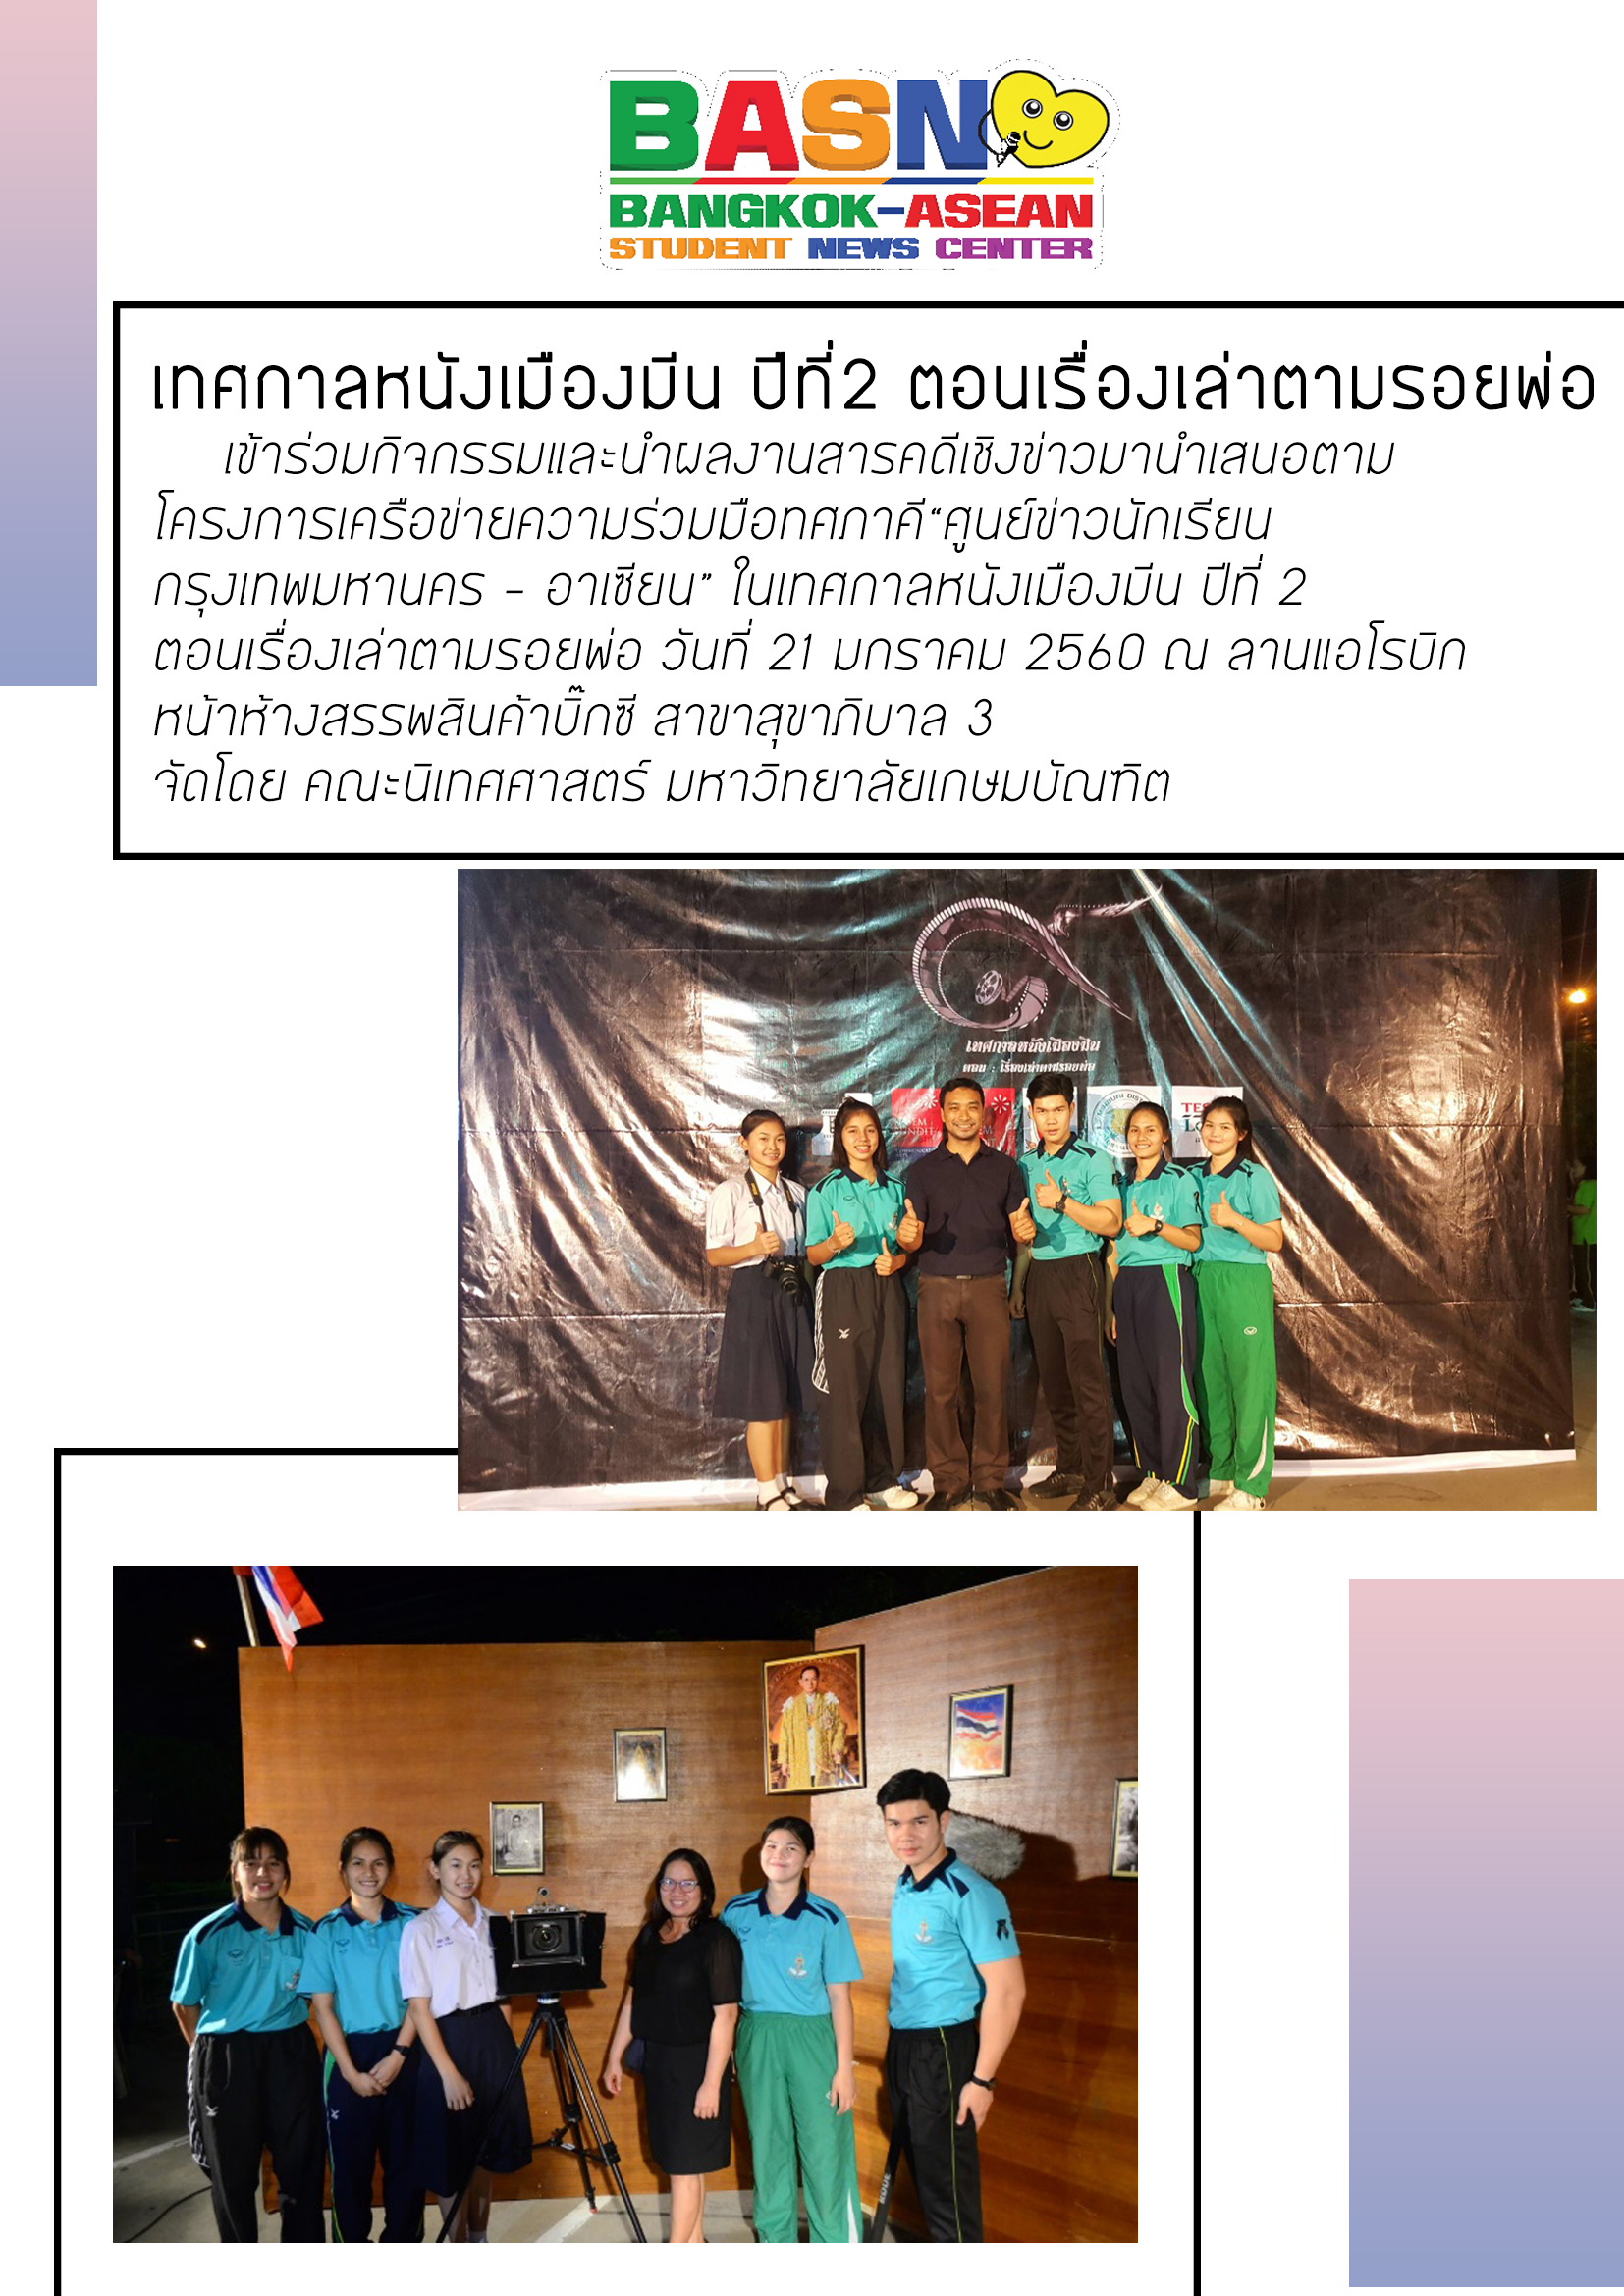 BASN
BANGKOK-ASEAN
STUDENT NEWS CENTER
เทศกาลหนังเมืองมีน ปีที่2 ตอนเรื่องเล่าตามรอยพ่อ
เข้าร่วมกิจกรรมและนำผลงานสารคดีเชิงข่าวมานำเสนอตาม
โครงการเครือข่ายความร่วมมือทศภาคี“ศูนย์ข่าวนักเรียน
กรุงเทพมหานคร - อาเซียน” ในเทศกาลหนังเมืองมีน ปีที่ 2
ตอนเรื่องเล่าตามรอยพ่อ วันที่ 21 มกราคม 2560 ณ ลานแอโรบิก
หน้าห้างสรรพสินค้าบิ๊กซี สาขาสุขาภิบาล 3
จัดโดย คณะนิเทศศาสตร์ มหาวิทยาลัยเกษมบัณฑิต
เทศกาลหนังเมืองมีน
ตอน : เรื่องเล่าตามรอยพ่อ